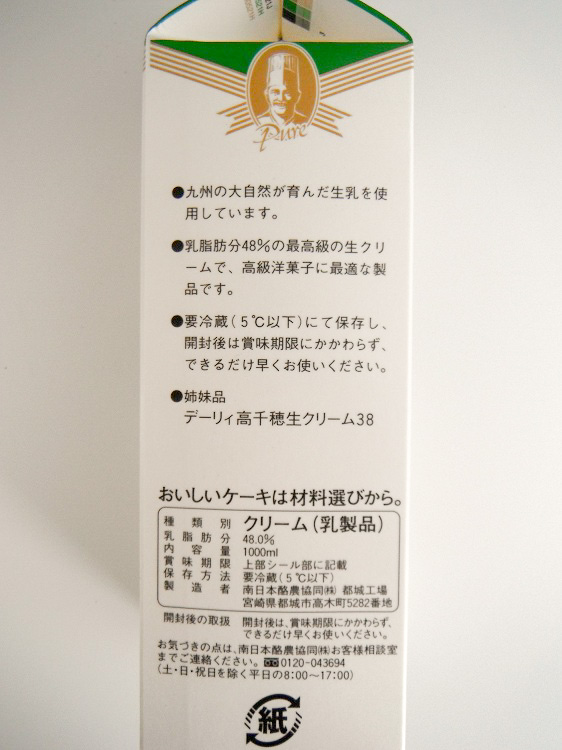 Pure
●九州の大自然が育んだ生乳を使
用しています。
●乳脂肪分48%の最高級の生クリ
ームで、高級洋菓子に最適な製
品です。
●要冷蔵(5℃以下)にて保存し、
開封後は賞味期限にかかわらず、
できるだけ早くお使いください。
●姉妹品
デーリィ高千穂生クリーム38
おいしいケーキは材料選びから。
種類別 クリーム(乳製品)
乳脂肪分 48.0%
内容量 1000ml
賞味期限 上部シール部に記載
保存方法 要冷蔵(5℃以下)
製造者 南日本酪農協同㈱ 都城工場
宮崎県都城市高木町5282番地
開封後の取扱 開封後は、賞味期限にかかわらず、
できるだけ早くお使いください。
お気づきの点は、南日本酪農協同㈱お客様相談室
までご連絡ください。0120-043694
(土・日・祝日を除く平日の8:00〜17:00)
紙